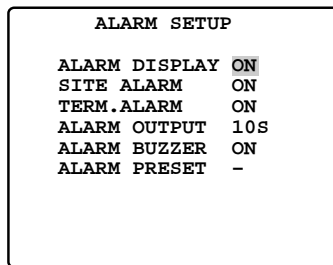 ALARM SETUP
ALARM DISPLAY ON
SITE ALARM ON
TERM.ALARM ON
ALARM OUTPUT 10S
ALARM BUZZER ON
ALARM PRESET –